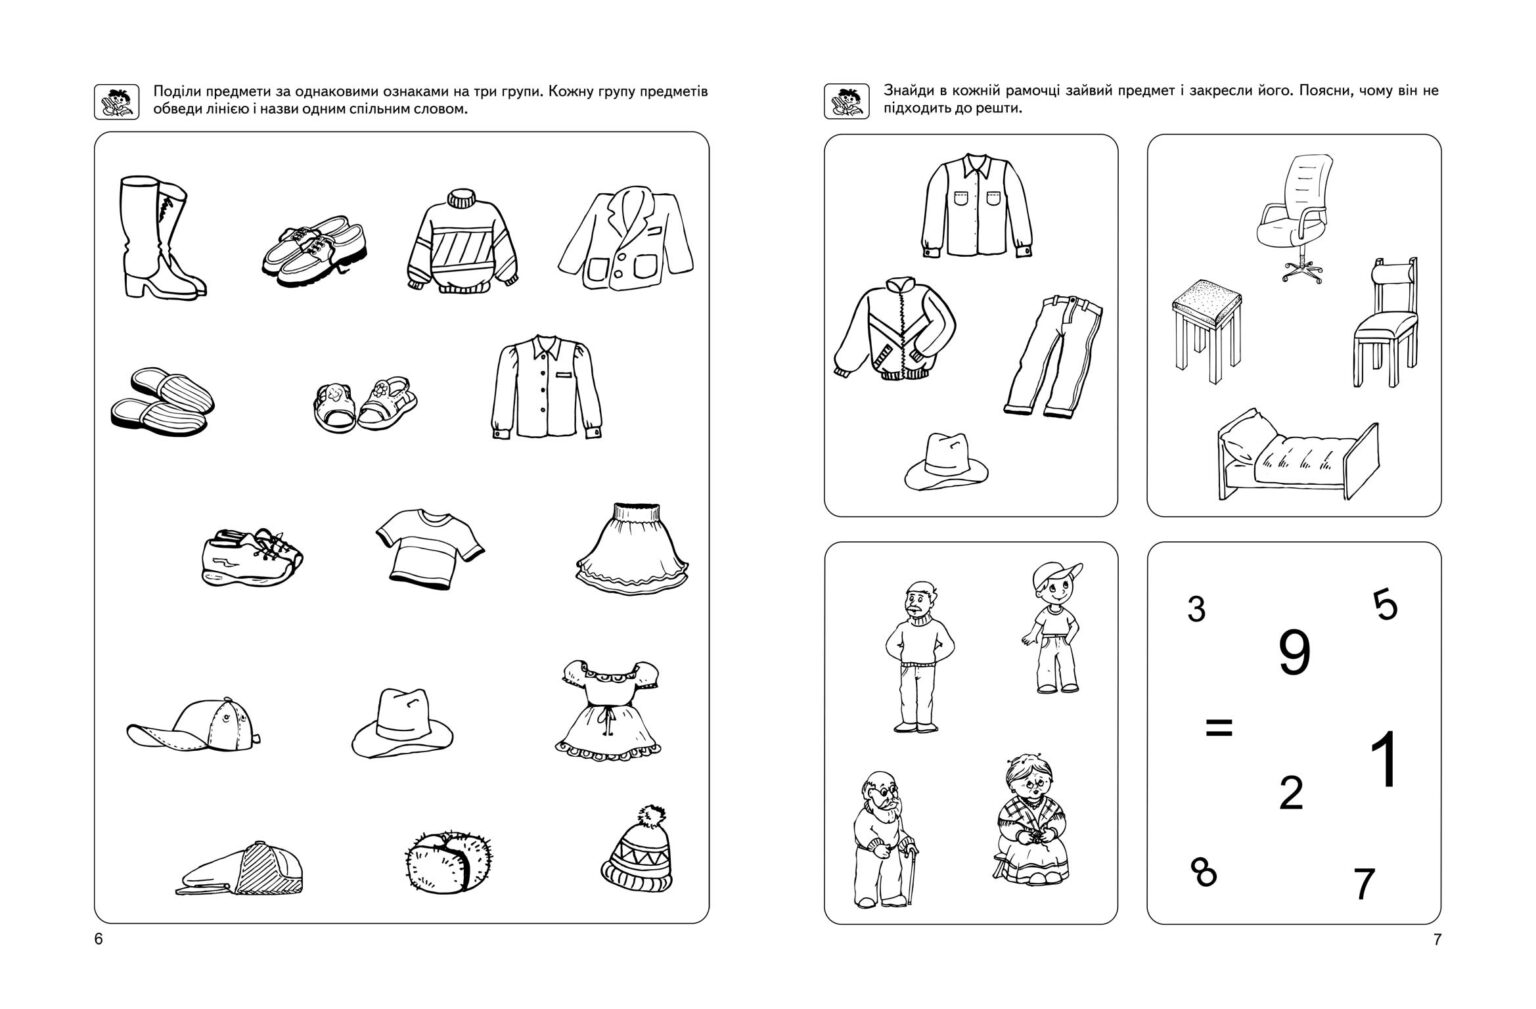 Поділи предмети за однаковими ознаками на три групи. Кожну групу предметів
обведи лінією і назви одним спільним словом.
6
Знайди в кожній рамочці зайвий предмет і закресли його. Поясни, чому він не
підходить до решти.
3
5
9
=
1
2
8
7
7